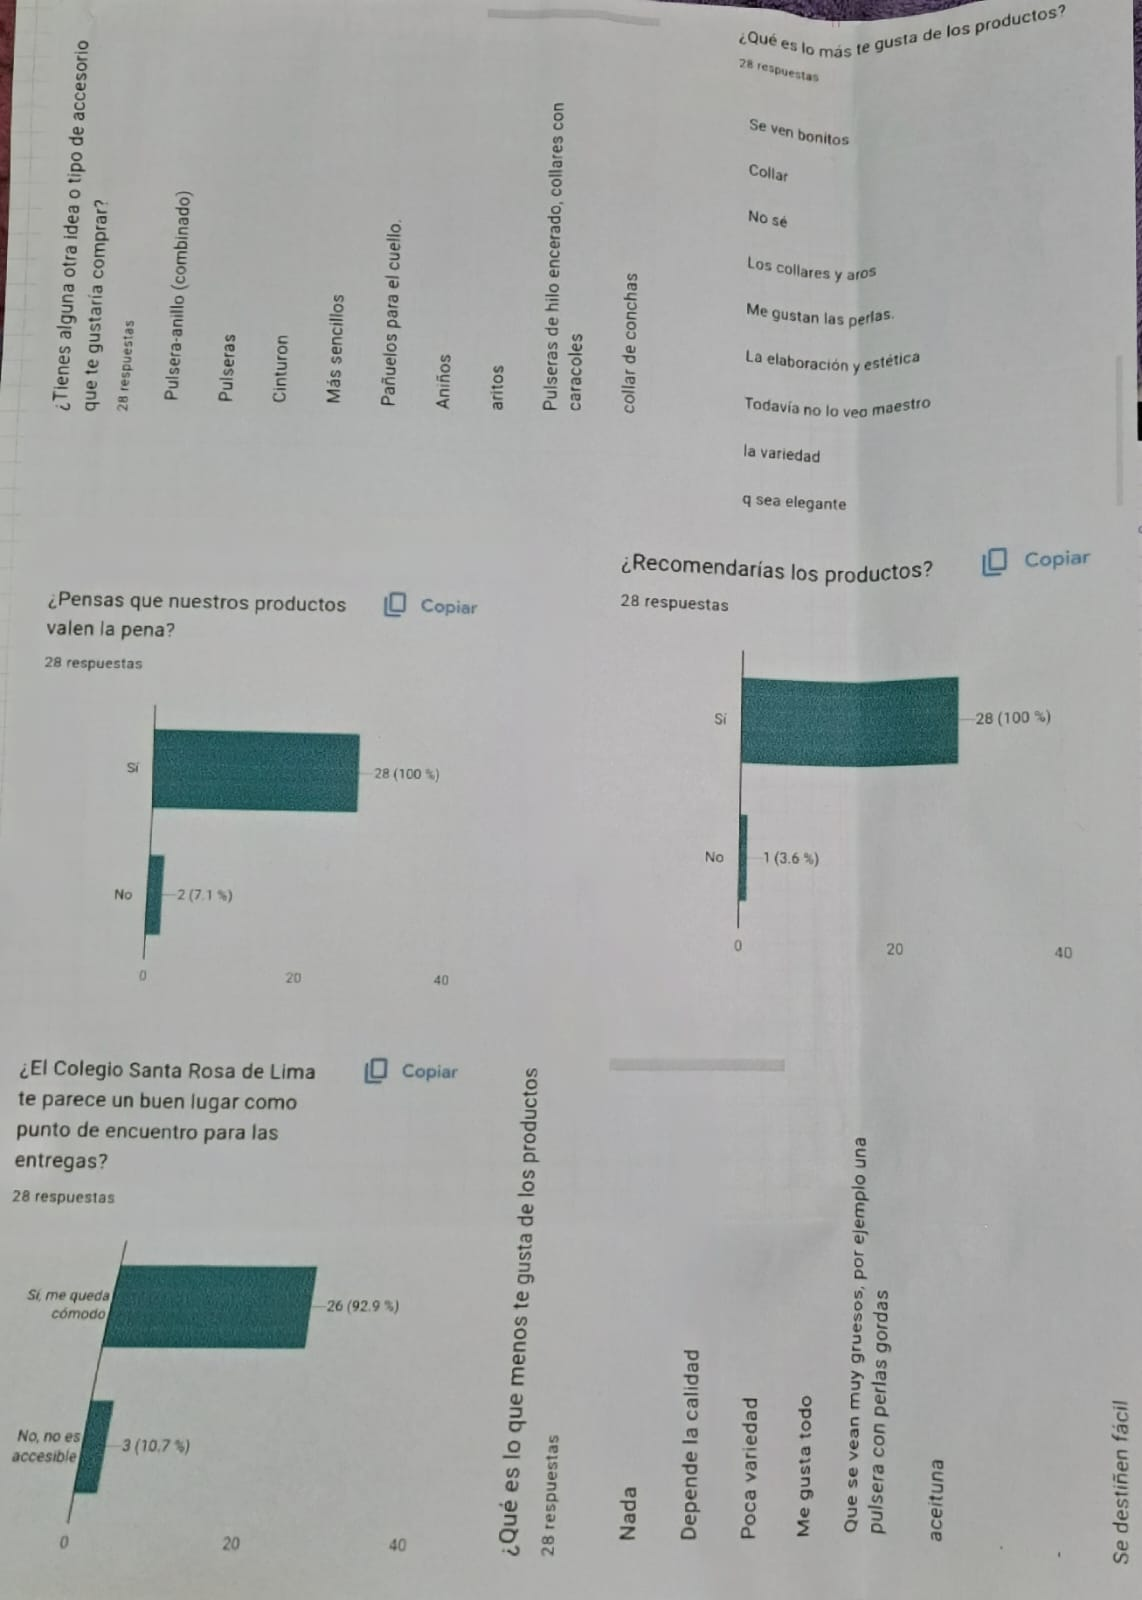 ¿Tienes alguna otra idea o tipo de accesorio
que te gustaría comprar?
28 respuestas
Pulsera-anillo (combinado)
Pulseras
Cinturon
Más sencillos
Pañuelos para el cuello.
Aniños
aritos
Pulseras de hilo encerado, collares con
caracoles
collar de conchas
¿Qué es lo más te gusta de los productos?
28 respuestas
Se ven bonitos
Collar
No sé
Los collares y aros
Me gustan las perlas.
La elaboración y estética
Todavía no lo veo maestro
la variedad
q sea elegante
¿Pensas que nuestros productos
valen la pena?
Copiar
28 respuestas
Sí
28 (100 %)
No
2 (7.1 %)
0
20
40
¿Recomendarías los productos?
Copiar
28 respuestas
Sí
28 (100 %)
No
1 (3.6 %)
0
20
40
¿El Colegio Santa Rosa de Lima
te parece un buen lugar como
punto de encuentro para las
entregas?
Copiar
28 respuestas
Sí, me queda
cómodo
26 (92.9 %)
No, no es
accesible
3 (10.7 %)
0
20
40
¿Qué es lo que menos te gusta de los productos
28 respuestas
Nada
Depende la calidad
Poca variedad
Me gusta todo
Que se vean muy gruesos, por ejemplo una
pulsera con perlas gordas
aceituna
.
.
Se destiñen fácil